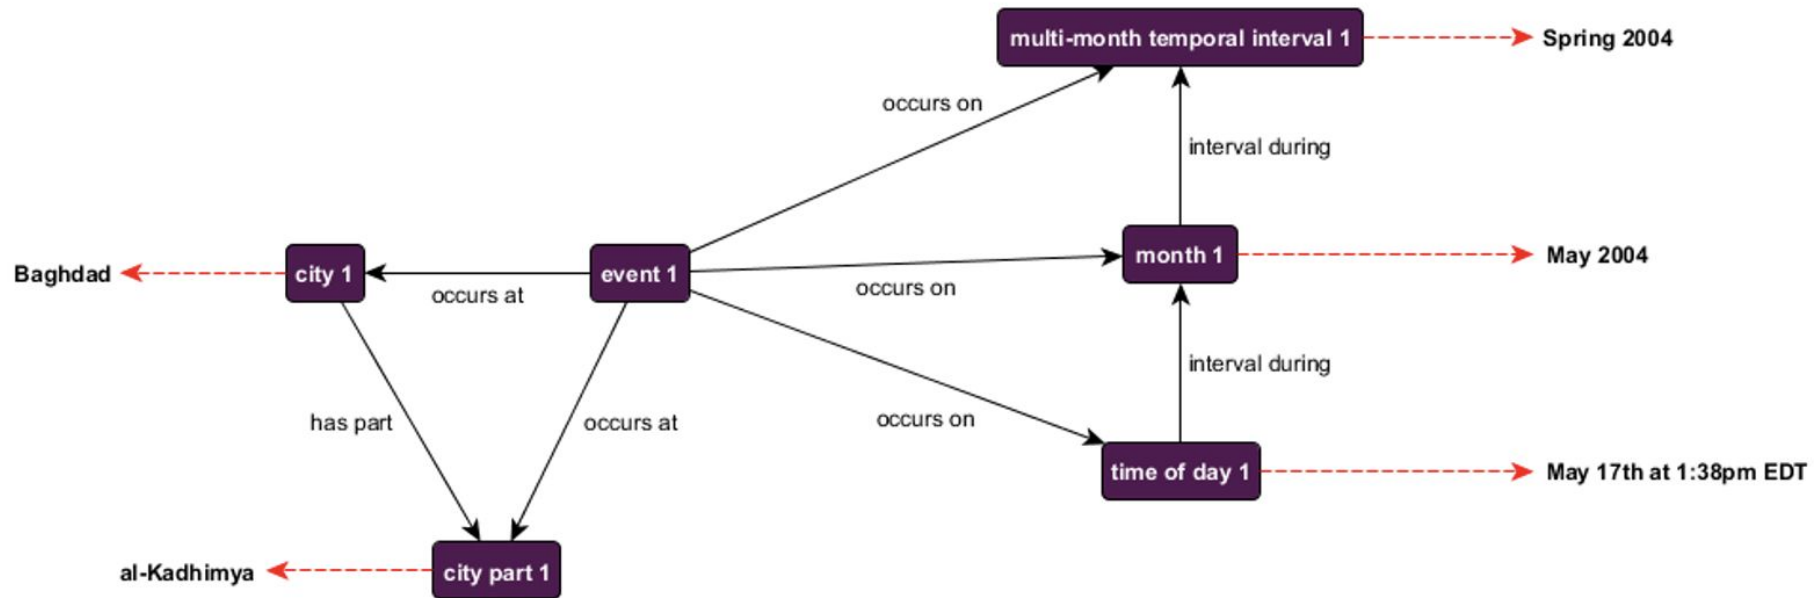 multi-month temporal interval 1
Spring 2004
occurs on
interval during
Baghdad
city 1
occurs at
event 1
occurs on
month 1
May 2004
interval during
has part
occurs at
occurs on
time of day 1
May 17th at 1:38pm EDT
al-Kadhimya
city part 1